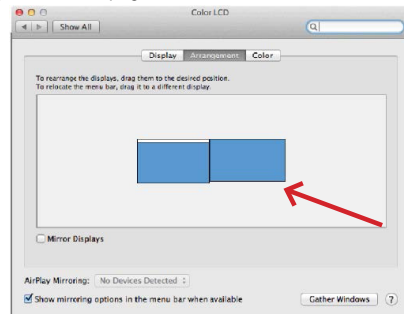 Color LCD
Show All
Display Arrangement Color
To rearrange the displays, drag them to the desired position.
To relocate the menu bar, drag it to a different display.
Mirror Displays
AirPlay Mirroring: No Devices Detected
Show mirroring options in the menu bar when available
Gather Windows ?